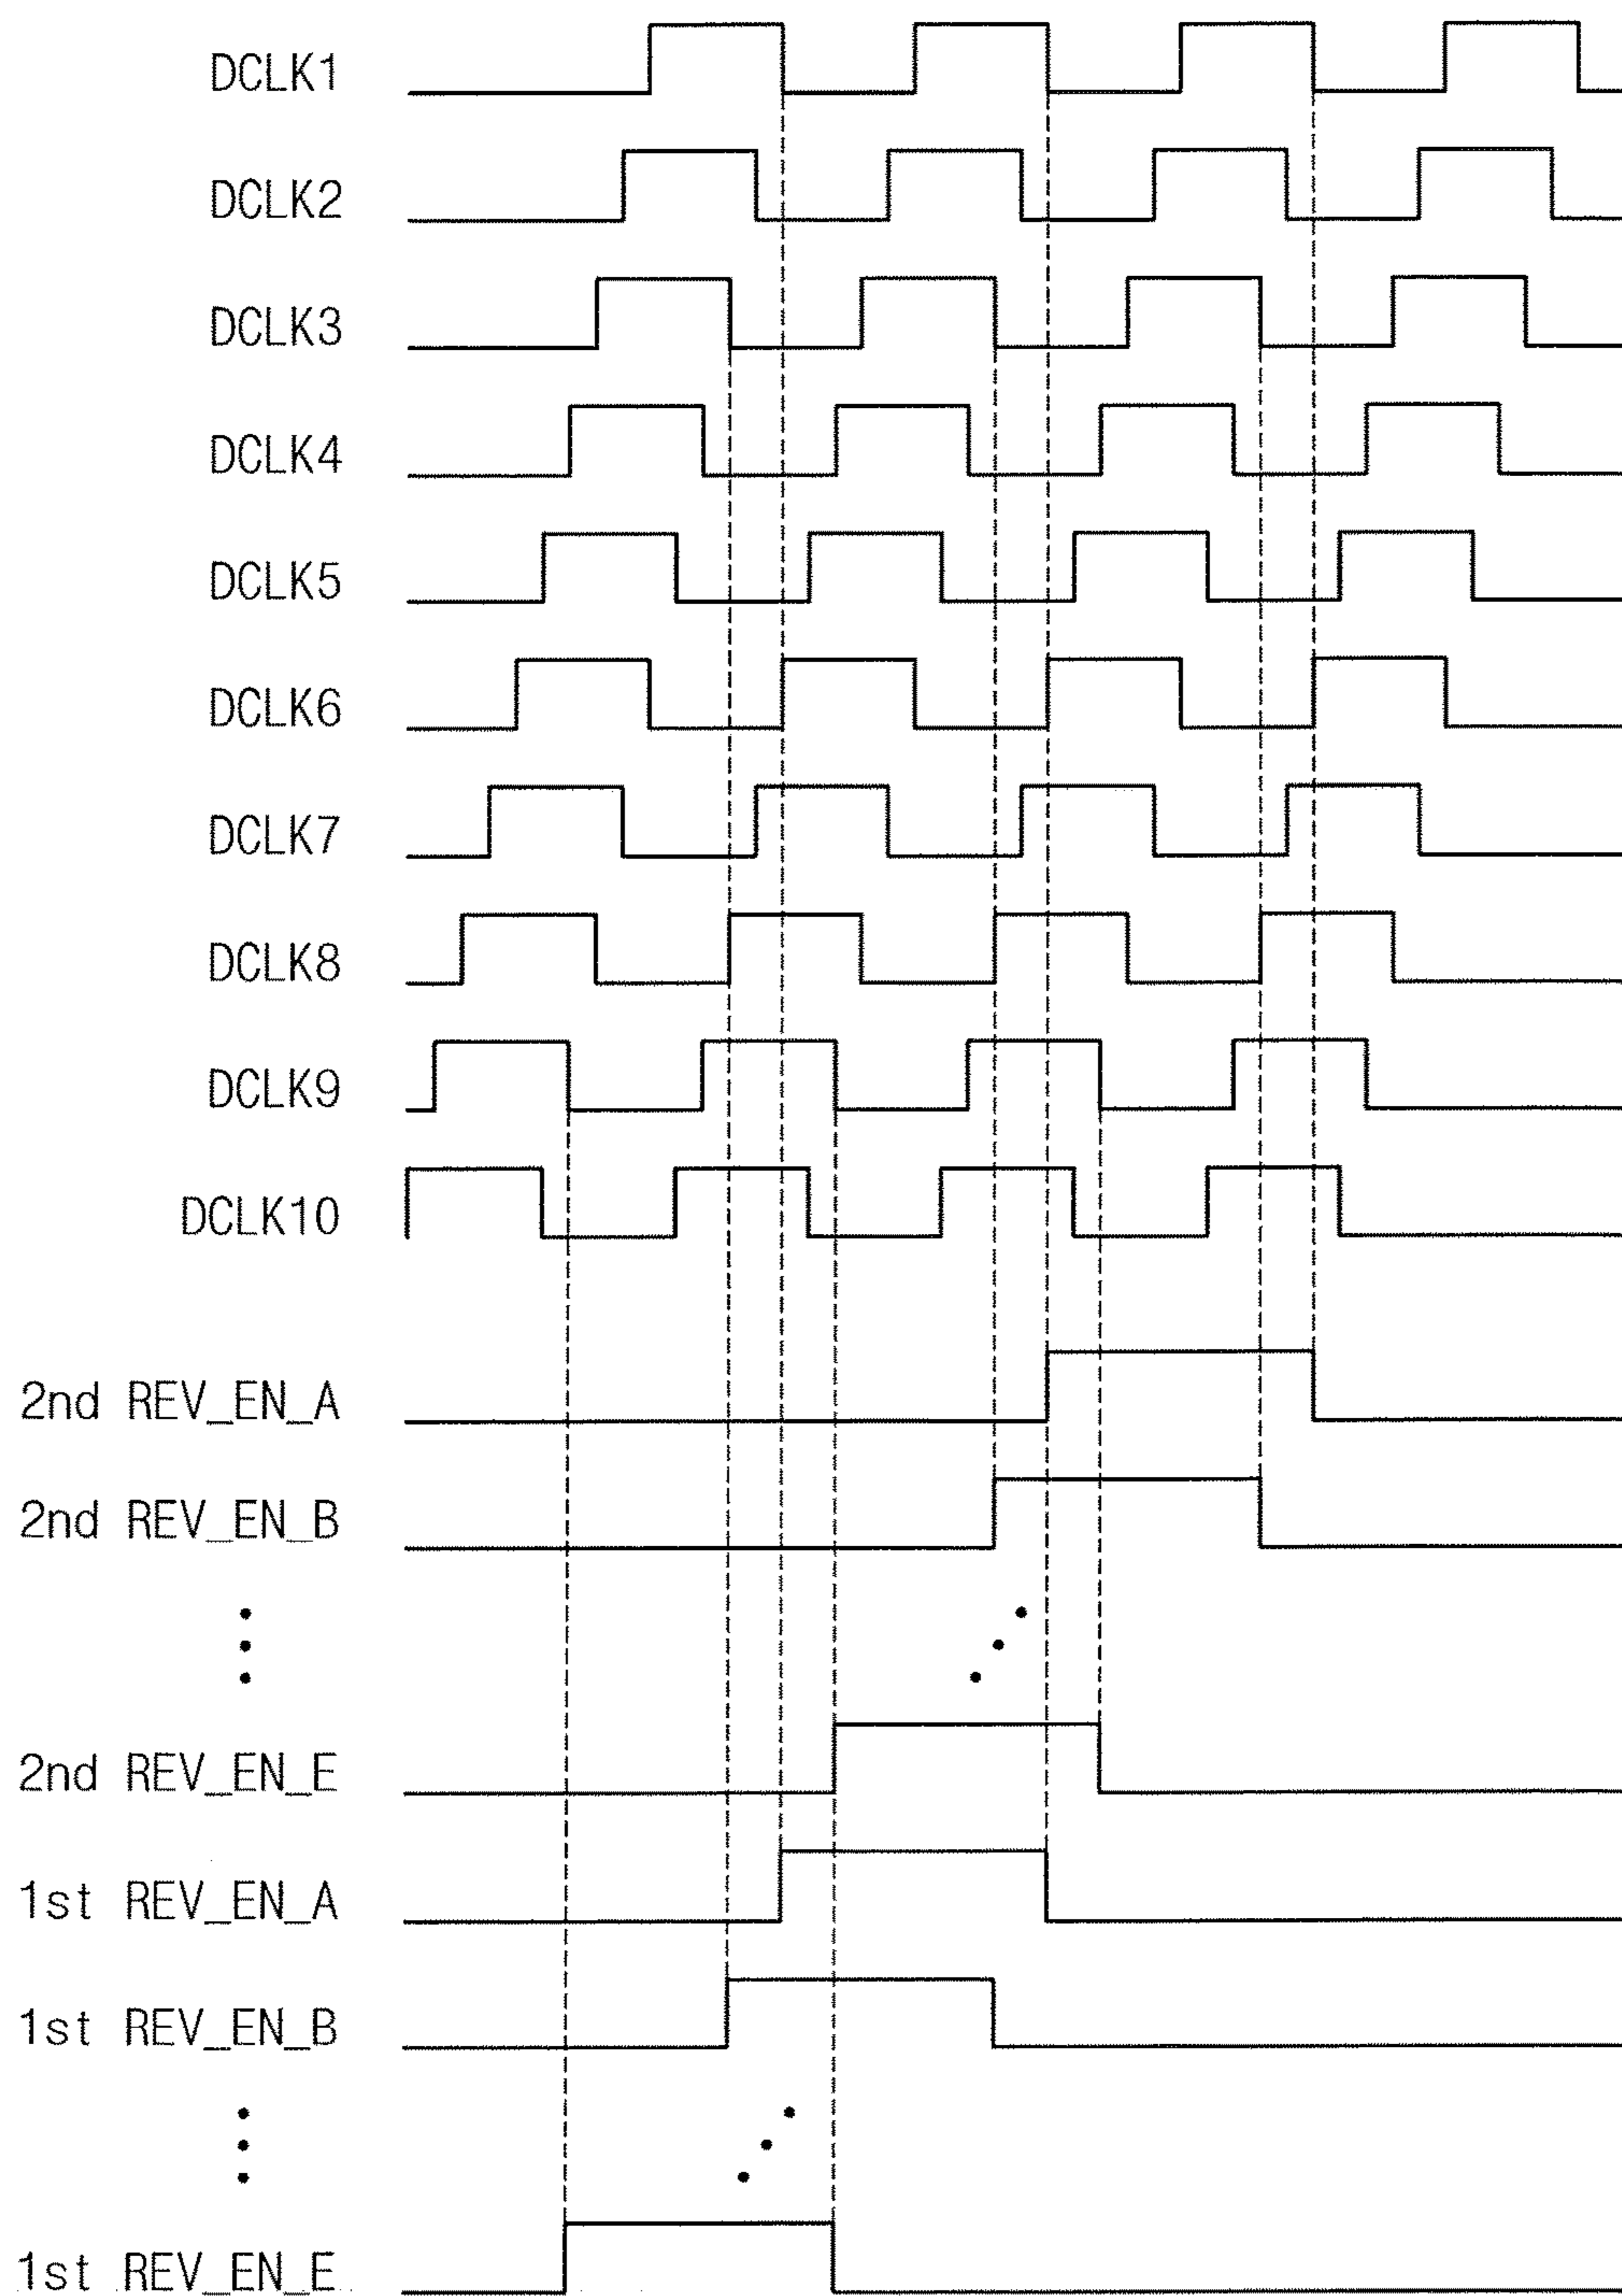 DCLK1
DCLK2
DCLK3
DCLK4
DCLK5
DCLK6
DCLK7
DCLK8
DCLK9
DCLK10
2nd REV_EN_A
2nd REV_EN_B
2nd REV_EN_E
1st REV_EN_A
1st REV_EN_B
1st REV_EN_E